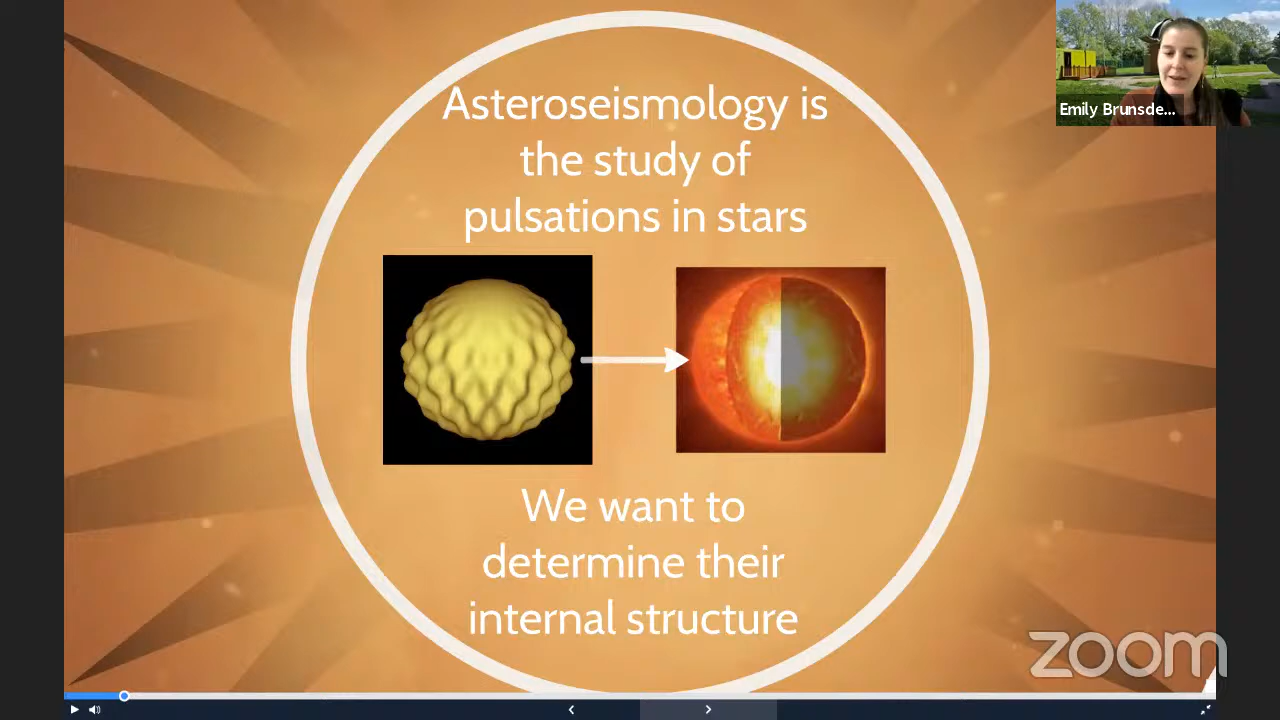 Asteroseismology is
the study of
pulsations in stars
Emily Brunsde...
We want to
determine their
internal structure
zoom